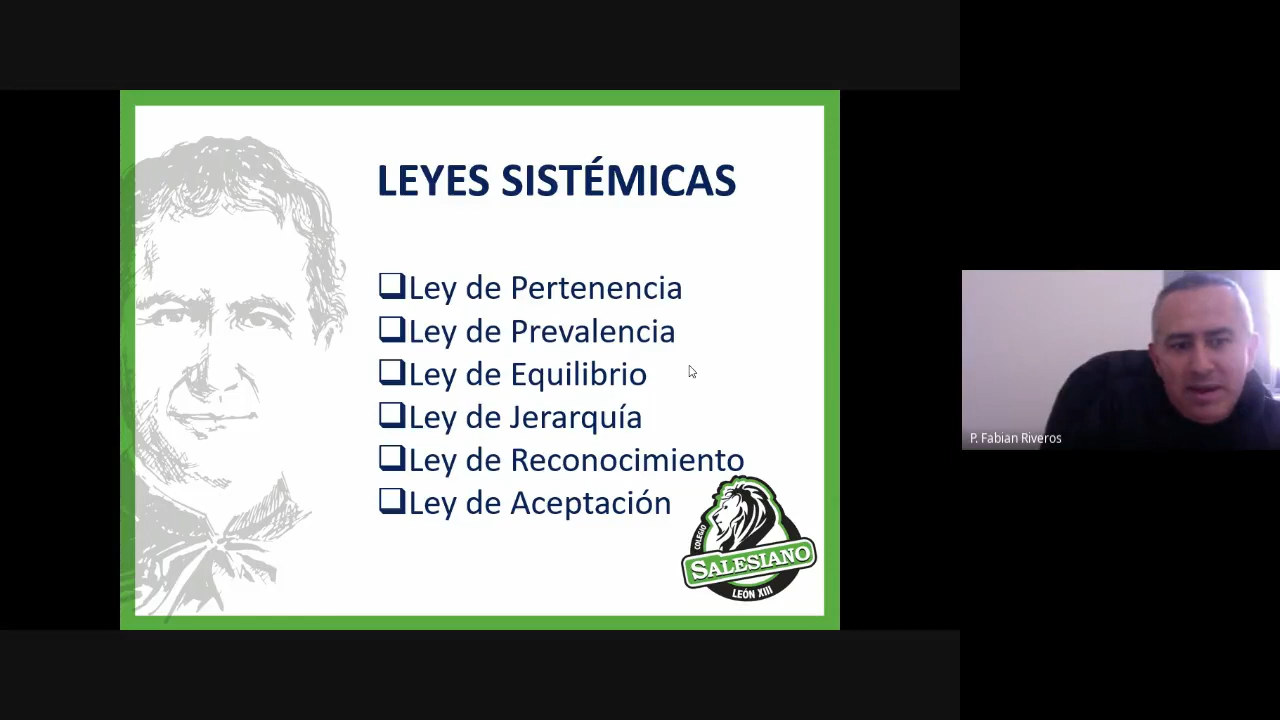 LEYES SISTÉMICAS
❑Ley de Pertenencia
❑Ley de Prevalencia
❑Ley de Equilibrio
❑Ley de Jerarquía
❑Ley de Reconocimiento
❑Ley de Aceptación
COLEGIO
SALESIANO
LEÓN XIII
P. Fabian Riveros